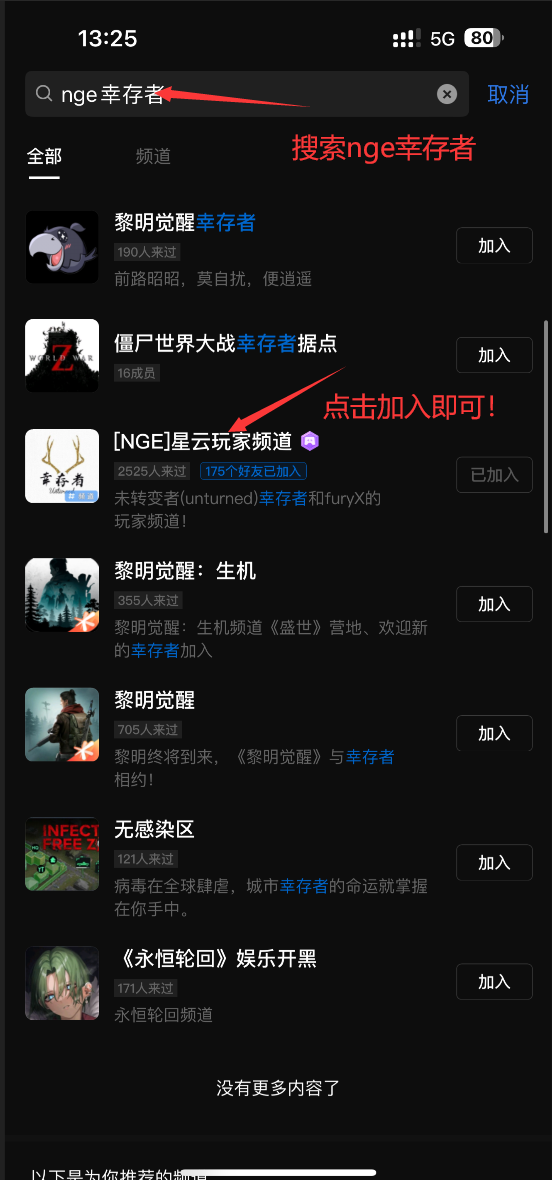 13:25
5G 80
nge幸存者
取消
搜索nge幸存者
全部
频道
黎明觉醒幸存者
190人来过
前路昭昭，莫自扰，便逍遥
加入
WORLD WAR
Z
僵尸世界大战幸存者据点
16成员
加入
点击加入即可！
幸存者
#频道
[NGE]星云玩家频道
2525人来过
175个好友已加入
未转变者(unturned)幸存者和furyX的
玩家频道！
已加入
黎明觉醒：生机
355人来过
黎明觉醒：生机频道《盛世》营地、欢迎新
的幸存者加入
加入
黎明觉醒
705人来过
黎明终将到来，《黎明觉醒》与幸存者
相约！
加入
INFECT
FREE Z
无感染区
121人来过
病毒在全球肆虐，城市幸存者的命运就掌握
在你手中。
加入
《永恒轮回》娱乐开黑
171人来过
永恒轮回频道
加入
没有更多内容了
以下是为你推荐的频道